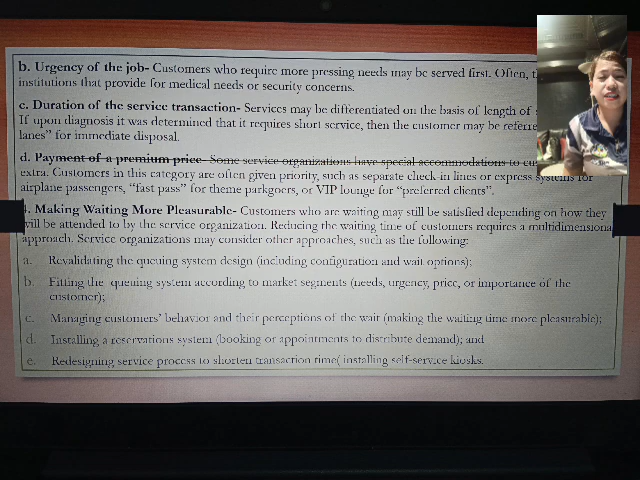 b. Urgency of the job- Customers who require more pressing needs may be served first. Often,
institutions that provide for medical needs or security concerns.
c. Duration of the service transaction- Services may be differentiated on the basis of length of
If upon diagnosis it was determined that it requires short service, then the customer may be
lanes” for immediate disposal.
d. Payment of a premium price- Some service organizations have special accommodations to
extra. Customers in this category are often given priority, such as separate check-in lines or express systems for
airplane passengers, “fast pass” for theme parkgoers, or VIP lounge for “preferred clients”.
4. Making Waiting More Pleasurable- Customers who are waiting may still be satisfied depending on how they
will be attended to by the service organization. Reducing the waiting time of customers requires a
approach. Service organizations may consider other approaches, such as the following:
a. Revalidating the queuing system design (including configuration and wait options);
b. Fitting the queuing system according to market segments (needs, urgency, price, or importance of the
customer);
c. Managing customers’ behavior and their perceptions of the wait (making the waiting time more pleasurable);
d. Installing a reservations system (booking or appointments to distribute demand); and
e. Redesigning service process to shorten transaction time( installing self-service kiosks.